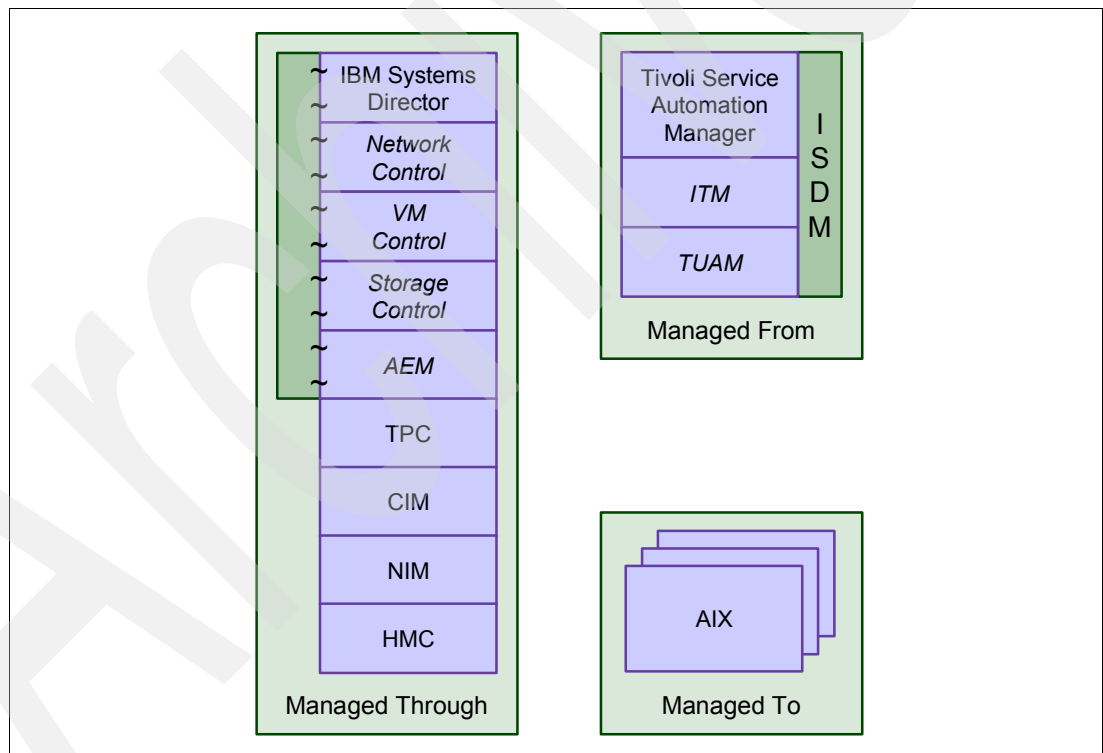 ~ IBM Systems
~ Director
~ Network
~ Control
~ VM
~ Control
~ Storage
~ Control
~ AEM
~
TPC
CIM
NIM
HMC
Managed Through
Tivoli Service
Automation
Manager
ITM
TUAM
I
S
D
M
Managed From
AIX
Managed To